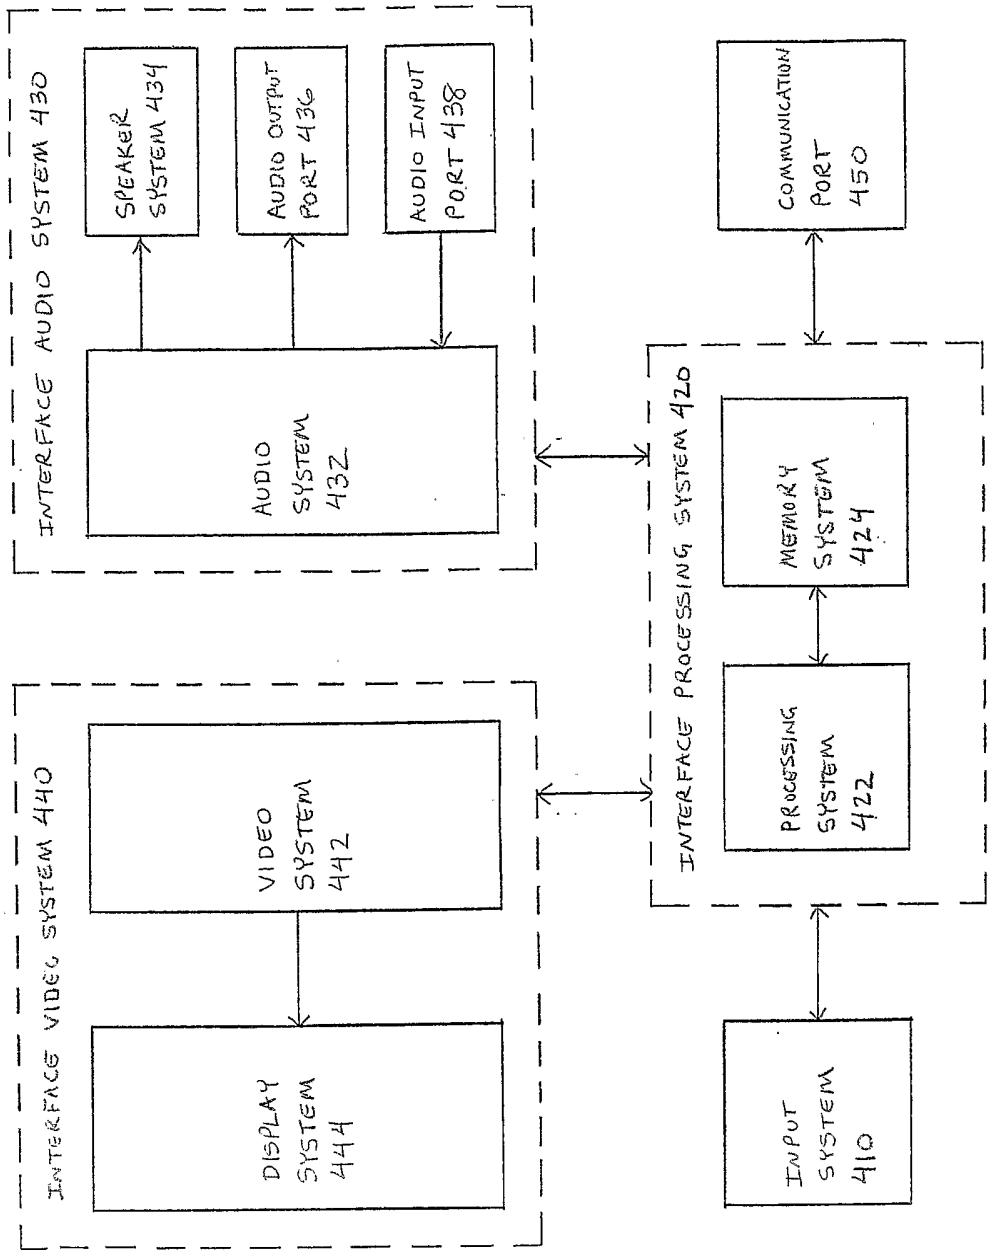 INTERFACE VIDEO SYSTEM 440
DISPLAY
SYSTEM
444
VIDEO
SYSTEM
442
INTERFACE AUDIO SYSTEM 430
AUDIO
SYSTEM
432
SPEAKER
SYSTEM 434
AUDIO OUTPUT
PORT 436
AUDIO INPUT
PORT 438
INPUT
SYSTEM
410
INTERFACE PROCESSING SYSTEM 420
PROCESSING
SYSTEM
422
MEMORY
SYSTEM
424
COMMUNICATION
PORT
450